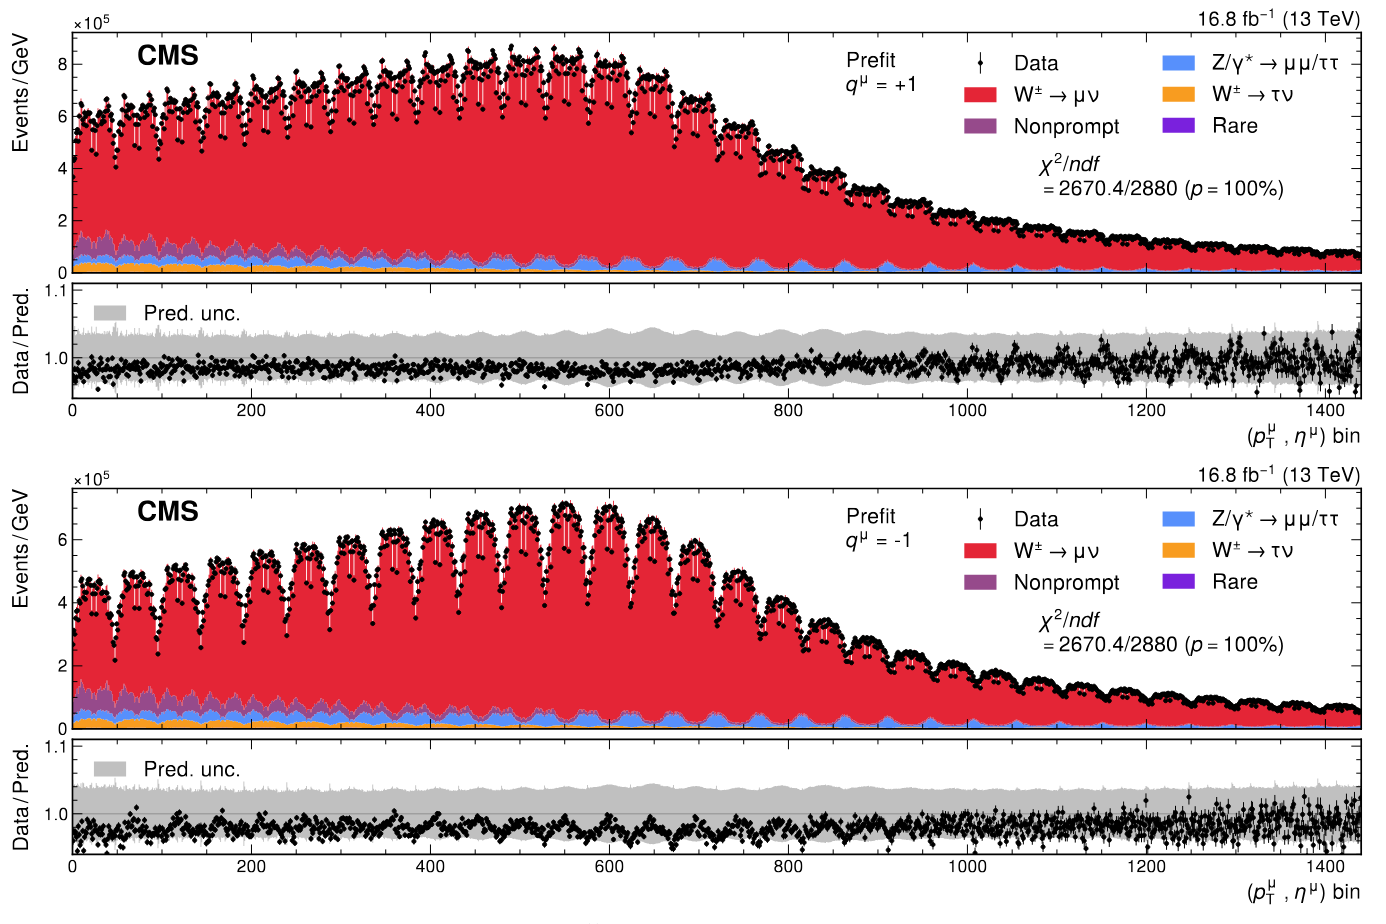 ×10⁵
16.8 fb⁻¹ (13 TeV)
CMS
Prefit
qᵘ = +1
Data
Z/γ* → μμ/ττ
W± → μν
W± → τν
Nonprompt
Rare
χ²/ndf
= 2670.4/2880 (p = 100%)
Events / GeV
8
6
4
2
0
1.1
Pred. unc.
Data / Pred.
1.0
0 200 400 600 800 1000 1200 1400
(p_T^μ , η^μ) bin
×10⁵
16.8 fb⁻¹ (13 TeV)
CMS
Prefit
q^μ = -1
Data
Z/γ* → μμ/ττ
W± → μν
W± → τν
Nonprompt
Rare
χ²/ndf
= 2670.4/2880 (p = 100%)
Events / GeV
6
4
2
0
1.1
Pred. unc.
Data / Pred.
1.0
0 200 400 600 800 1000 1200 1400
(p_T^μ , η^μ) bin